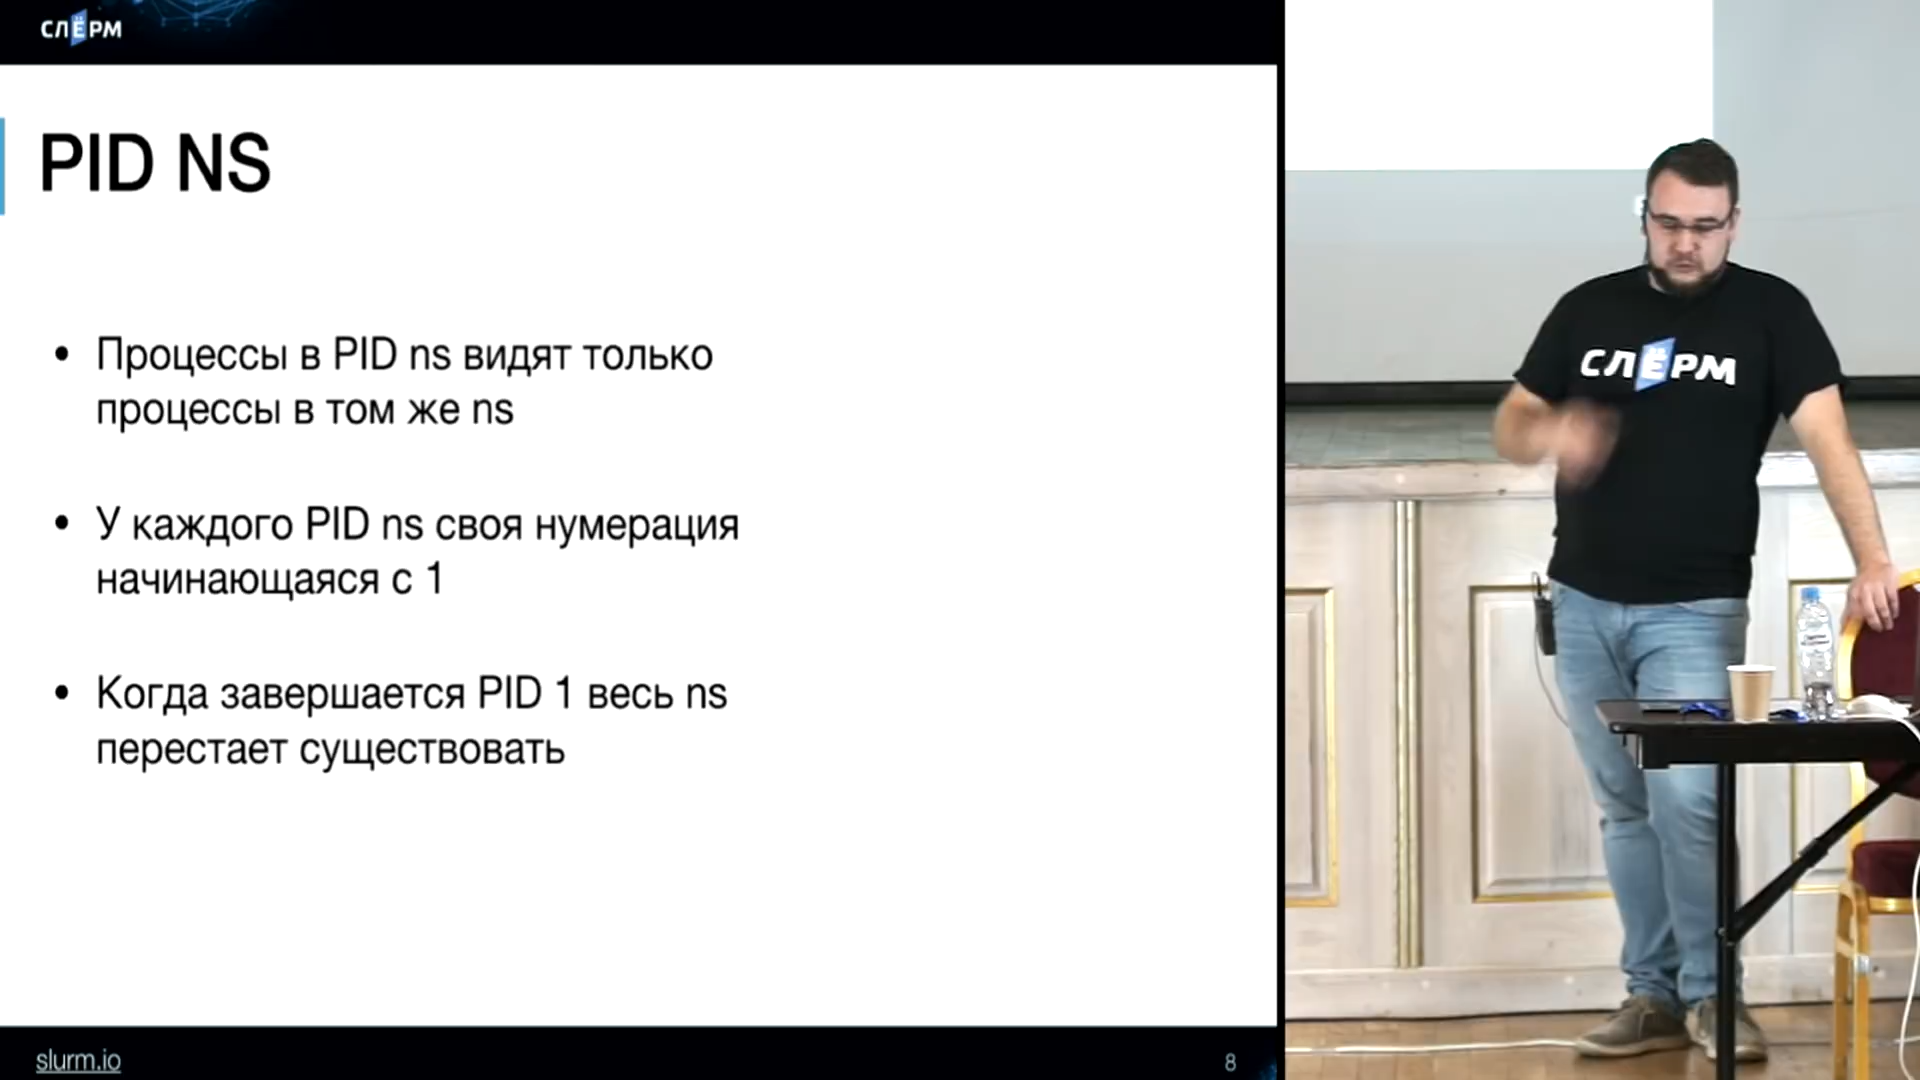 СЛЁРМ
PID NS
• Процессы в PID ns видят только
процессы в том же ns
• У каждого PID ns своя нумерация
начинающаяся с 1
• Когда завершается PID 1 весь ns
перестает существовать
slurm.io
8
СЛЁРМ